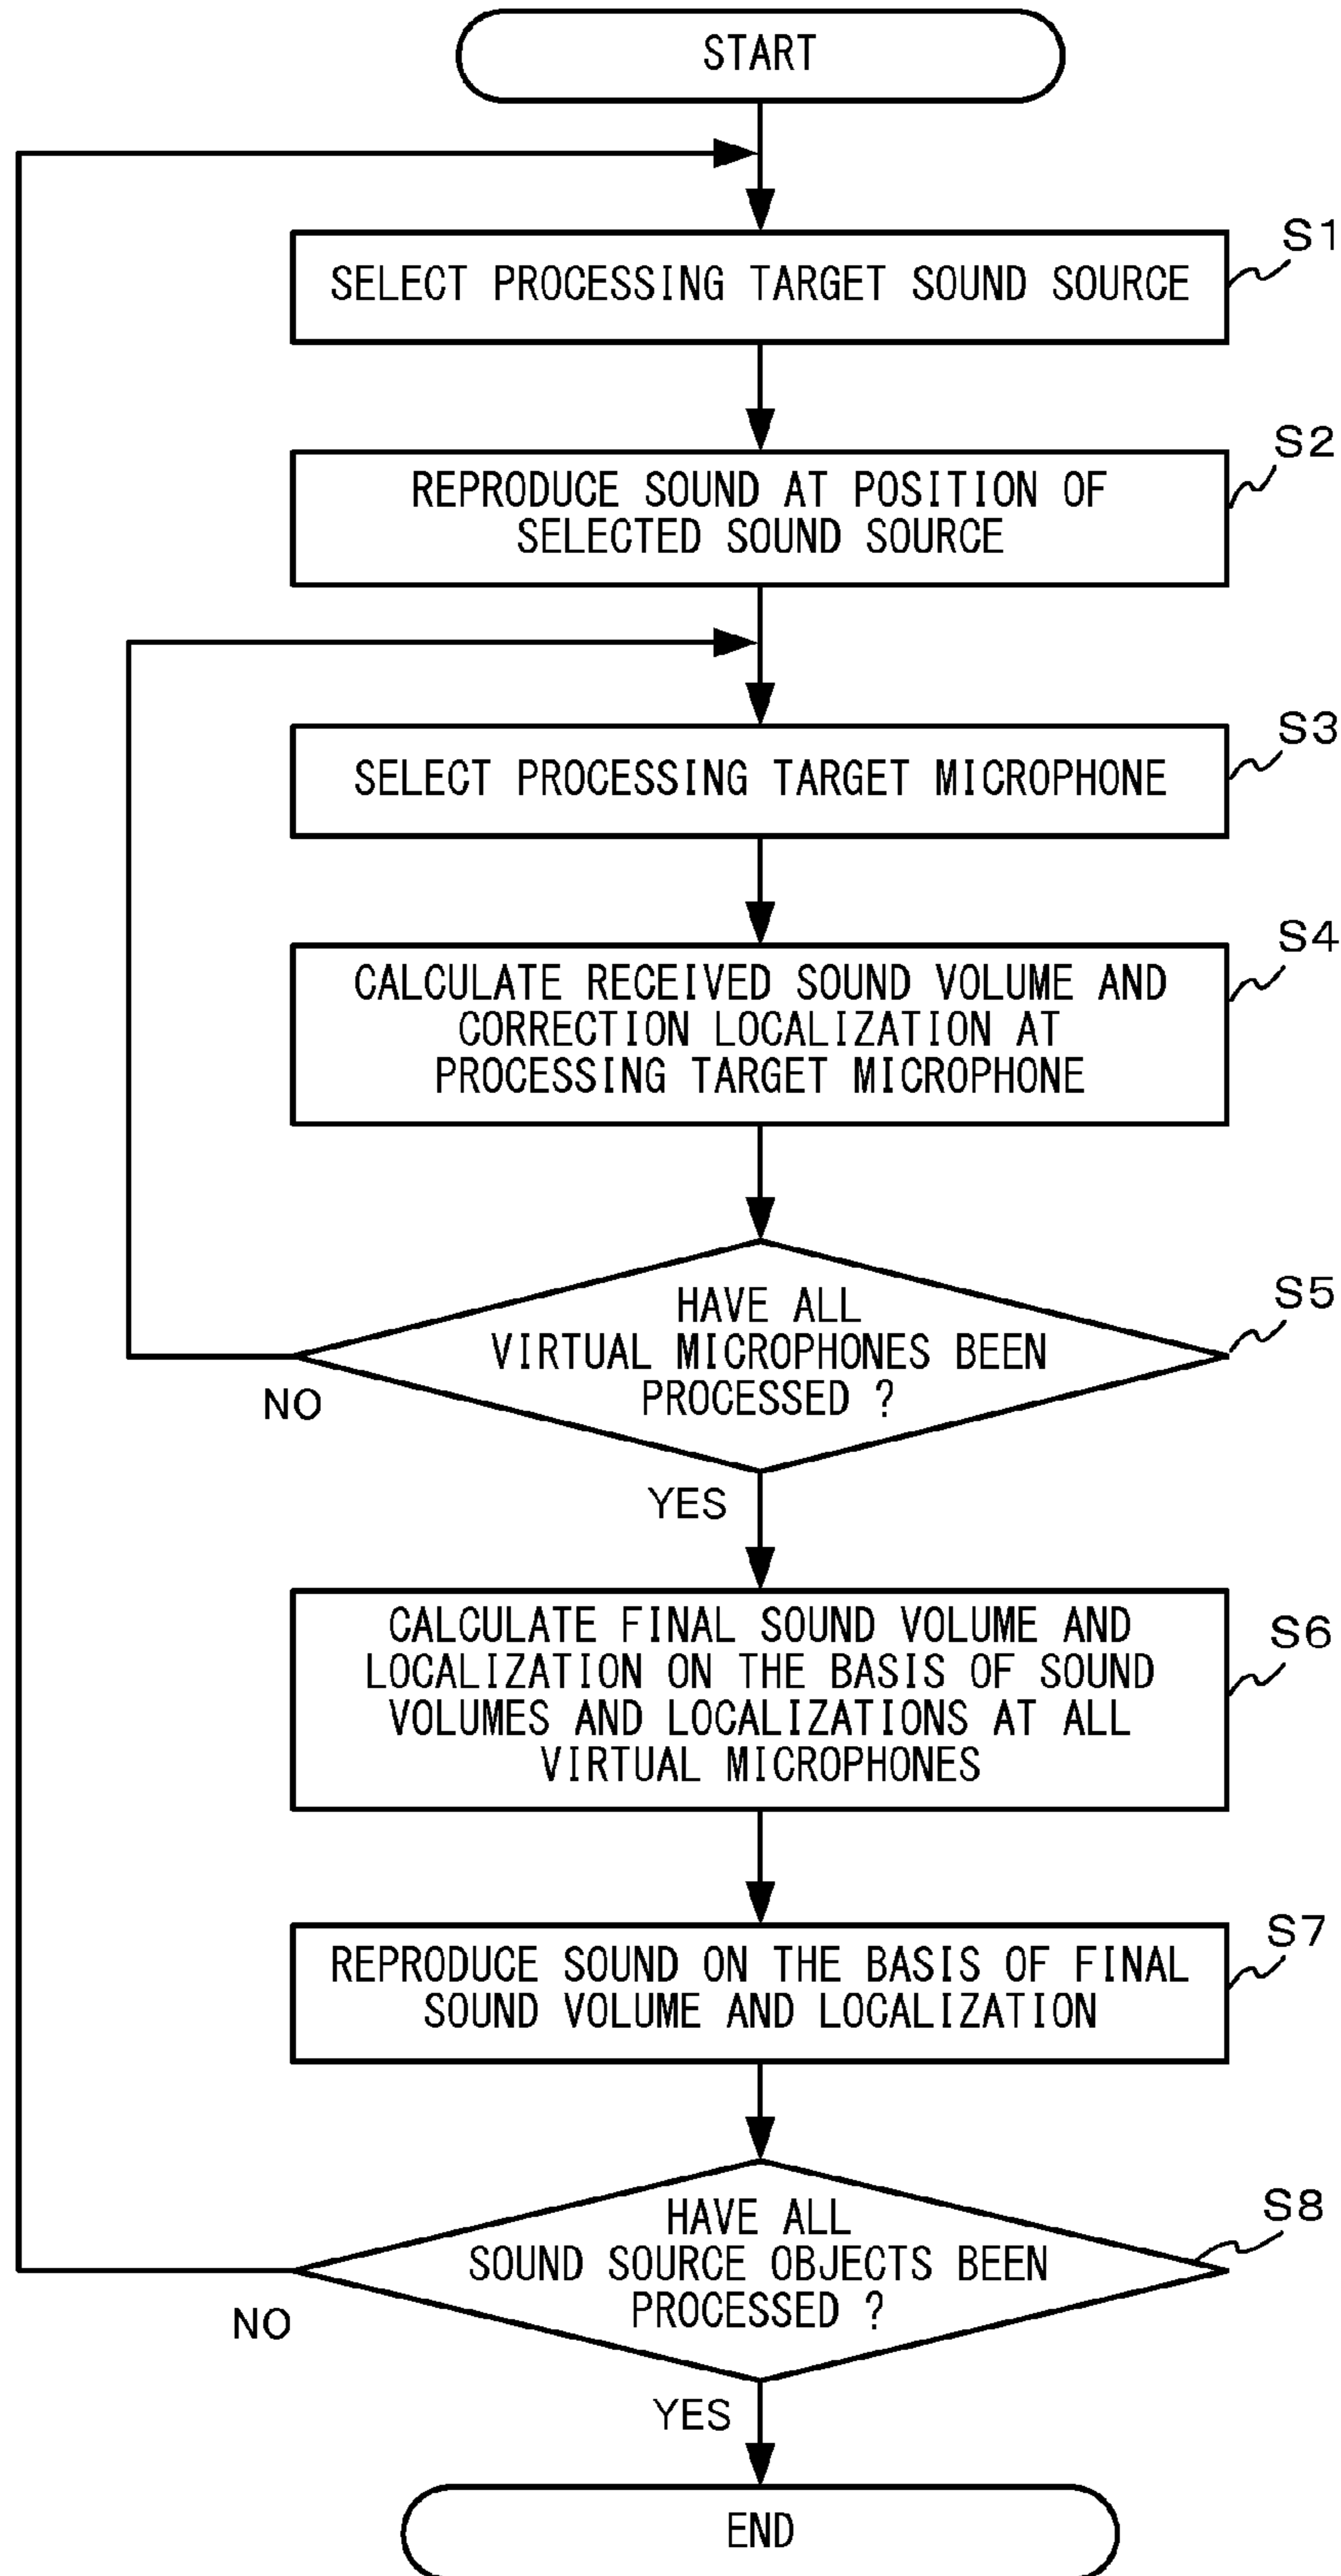 START
S1
SELECT PROCESSING TARGET SOUND SOURCE
S2
REPRODUCE SOUND AT POSITION OF
SELECTED SOUND SOURCE
S3
SELECT PROCESSING TARGET MICROPHONE
S4
CALCULATE RECEIVED SOUND VOLUME AND
CORRECTION LOCALIZATION AT
PROCESSING TARGET MICROPHONE
S5
HAVE ALL
VIRTUAL MICROPHONES BEEN
PROCESSED ?
NO
YES
S6
CALCULATE FINAL SOUND VOLUME AND
LOCALIZATION ON THE BASIS OF SOUND
VOLUMES AND LOCALIZATIONS AT ALL
VIRTUAL MICROPHONES
S7
REPRODUCE SOUND ON THE BASIS OF FINAL
SOUND VOLUME AND LOCALIZATION
S8
HAVE ALL
SOUND SOURCE OBJECTS BEEN
PROCESSED ?
NO
YES
END